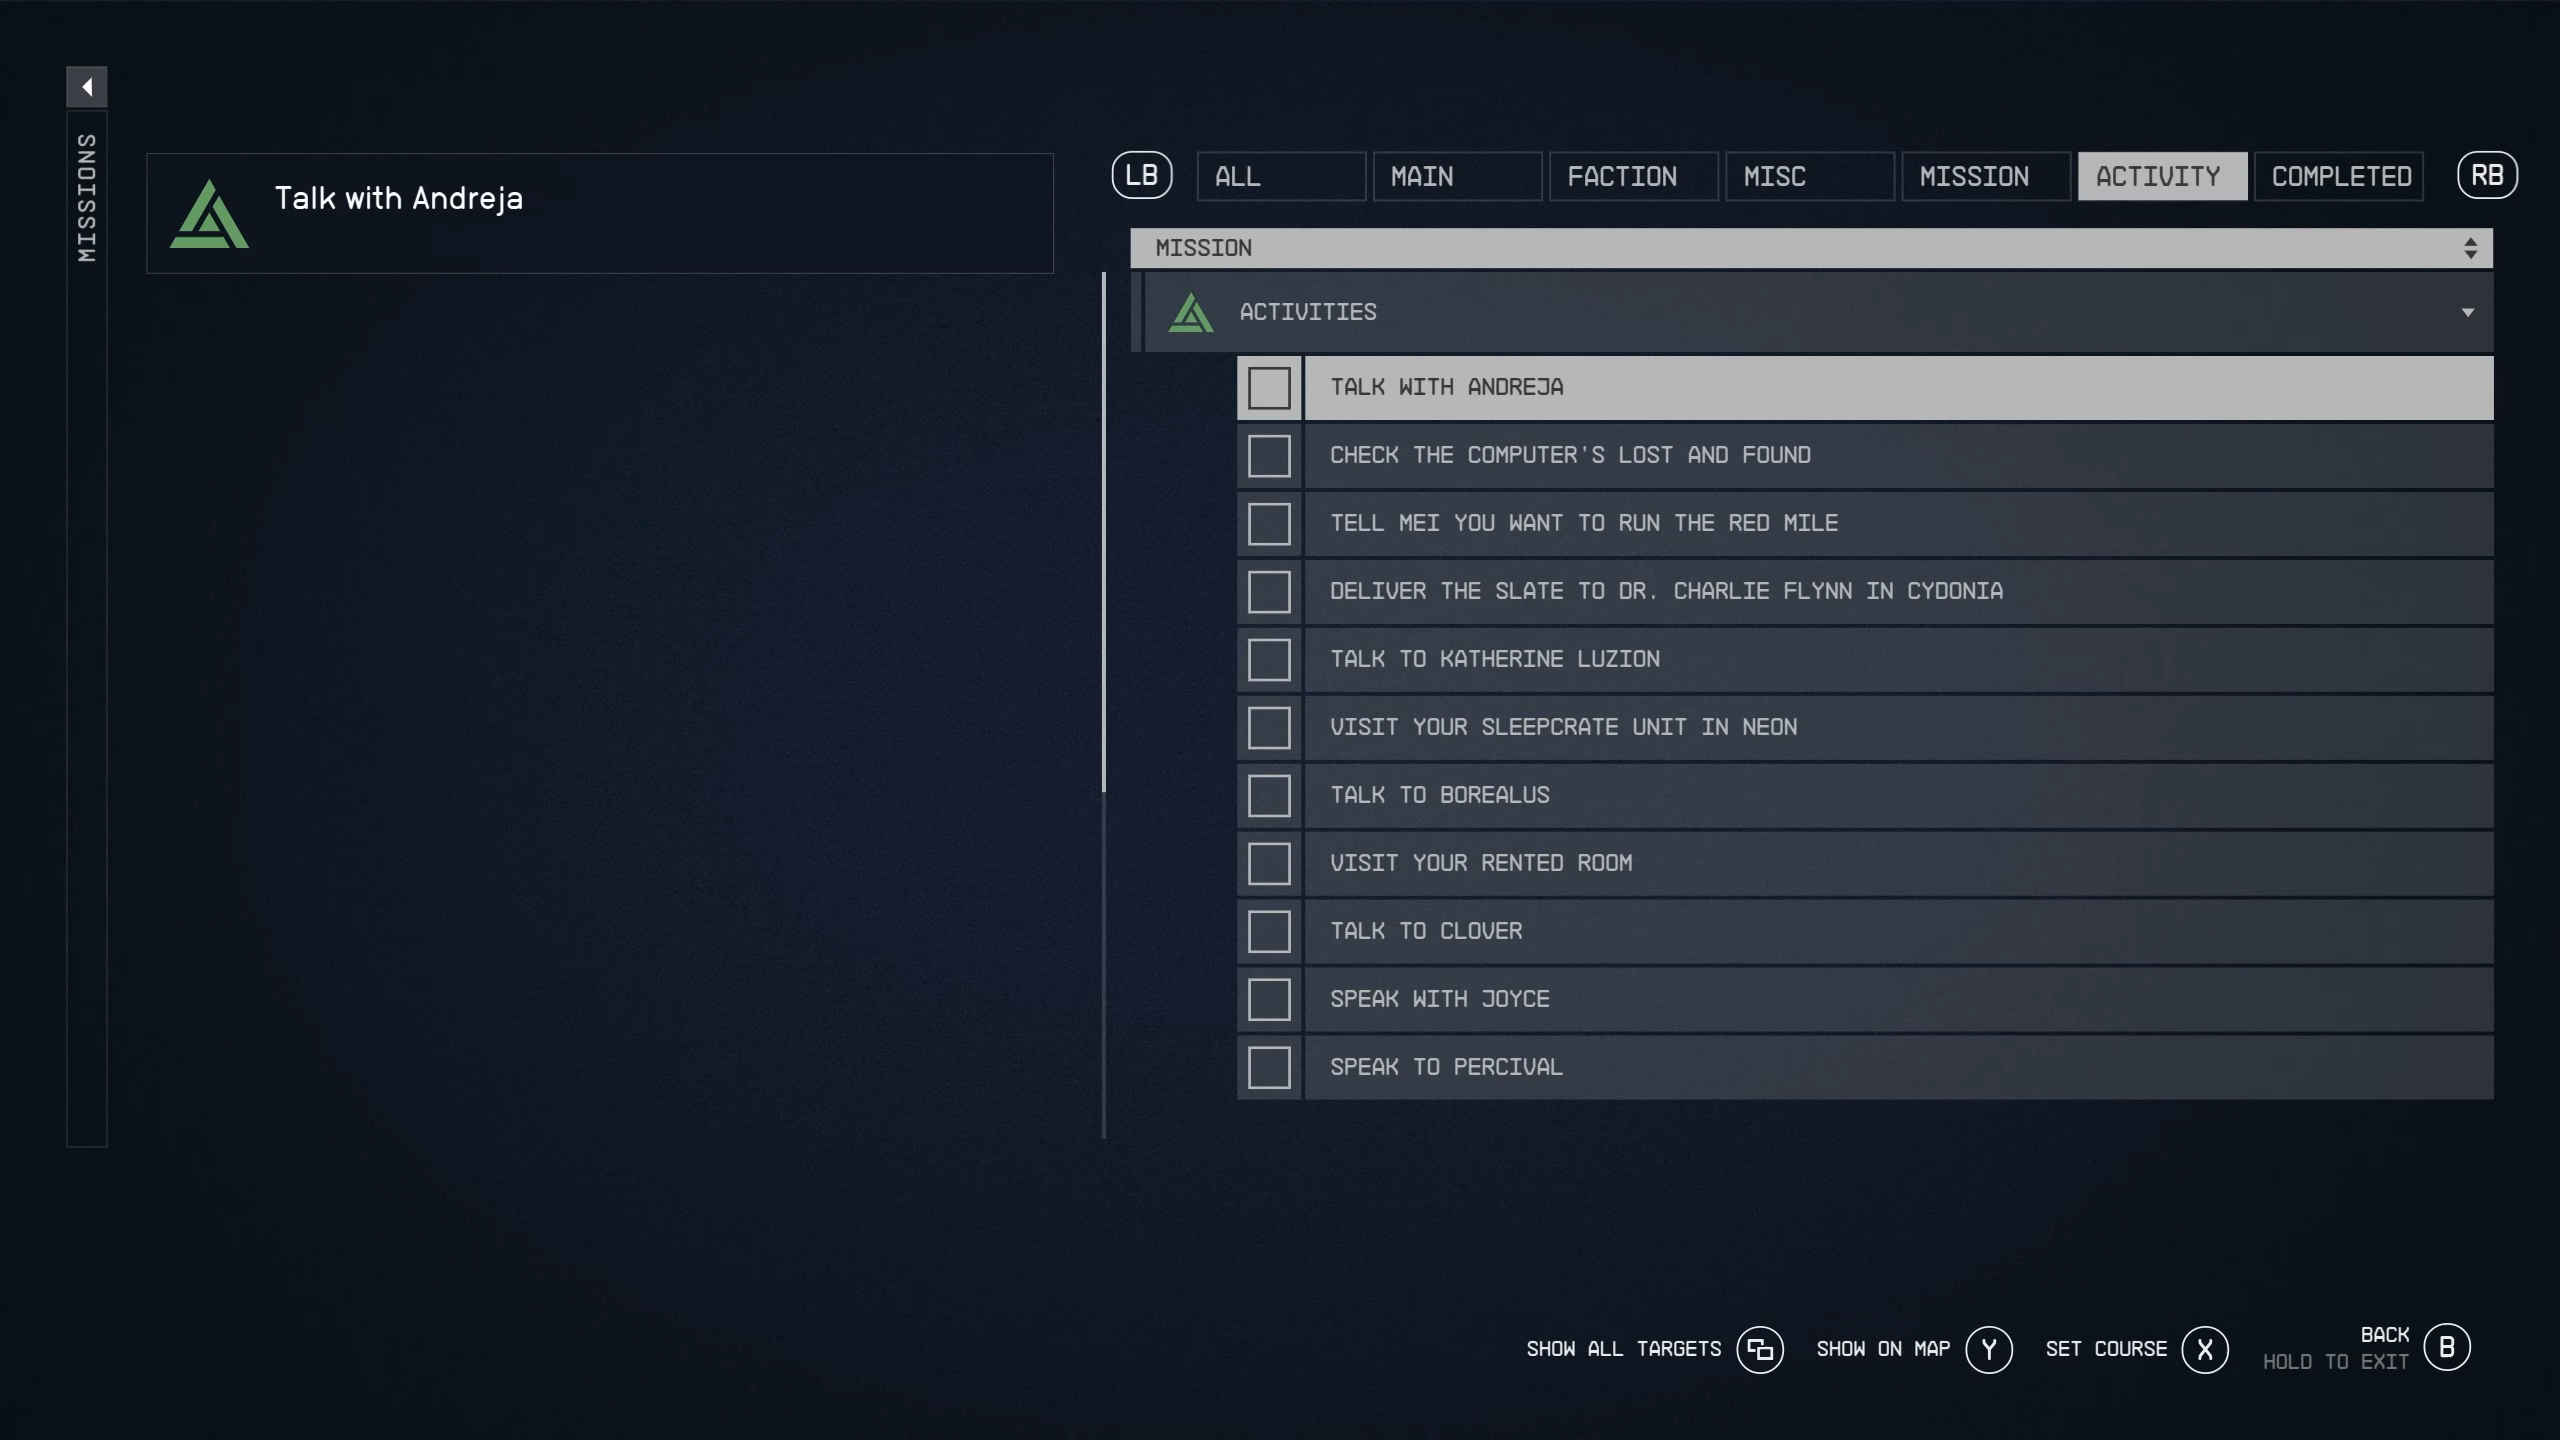 MISSIONS
Talk with Andreja
LB
ALL
MAIN
FACTION
MISC
MISSION
ACTIVITY
COMPLETED
RB
MISSION
ACTIVITIES
TALK WITH ANDREJA
CHECK THE COMPUTER'S LOST AND FOUND
TELL MEI YOU WANT TO RUN THE RED MILE
DELIVER THE SLATE TO DR. CHARLIE FLYNN IN CYDONIA
TALK TO KATHERINE LUZION
VISIT YOUR SLEEPCRATE UNIT IN NEON
TALK TO BOREALUS
VISIT YOUR RENTED ROOM
TALK TO CLOVER
SPEAK WITH JOYCE
SPEAK TO PERCIVAL
SHOW ALL TARGETS
SHOW ON MAP Y
SET COURSE X
BACK B
HOLD TO EXIT